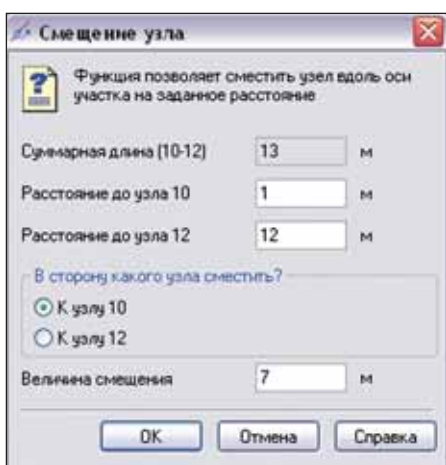 Смещение узла
Функция позволяет сместить узел вдоль оси
участка на заданное расстояние
Суммарная длина (10-12) 13 м
Расстояние до узла 10 1 м
Расстояние до узла 12 12 м
В сторону какого узла сместить?
К узлу 10
К узлу 12
Величина смещения 7 м
OK Отмена Справка